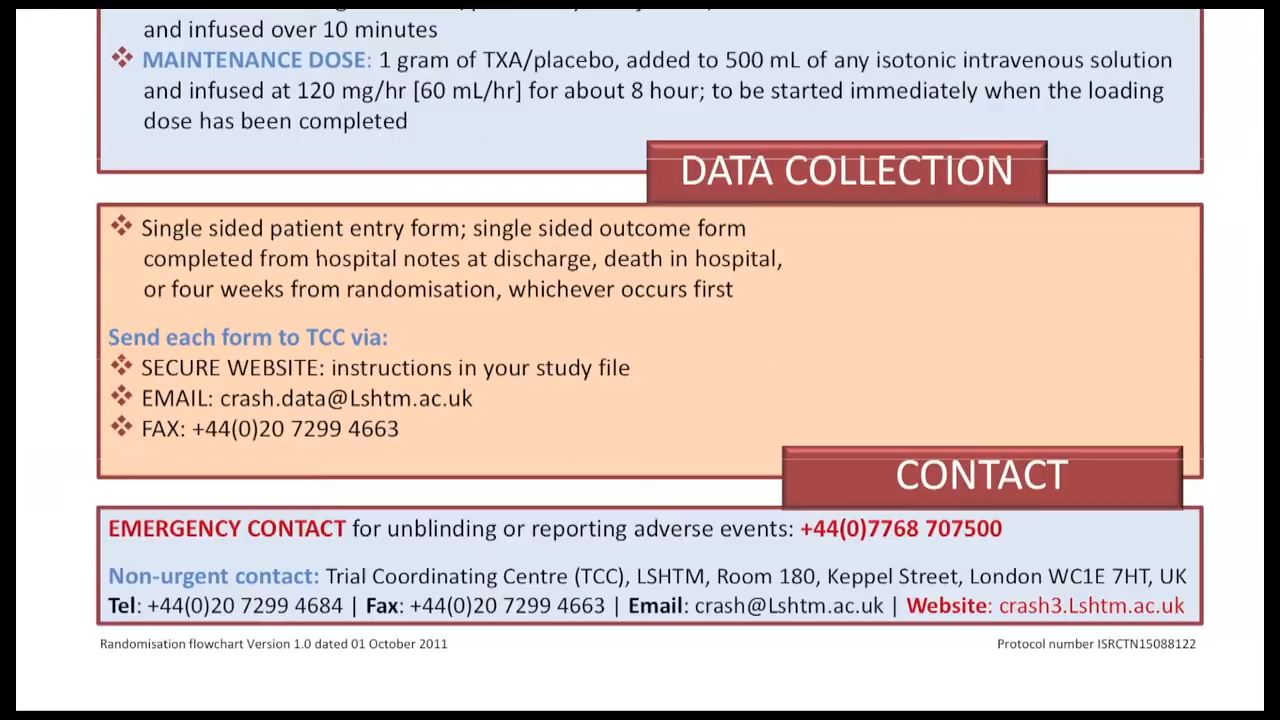 and infused over 10 minutes
MAINTENANCE DOSE: 1 gram of TXA/placebo, added to 500 mL of any isotonic intravenous solution
and infused at 120 mg/hr [60 mL/hr] for about 8 hour; to be started immediately when the loading
dose has been completed
DATA COLLECTION
Single sided patient entry form; single sided outcome form
completed from hospital notes at discharge, death in hospital,
or four weeks from randomisation, whichever occurs first
Send each form to TCC via:
SECURE WEBSITE: instructions in your study file
EMAIL: crash.data@Lshtm.ac.uk
FAX: +44(0)20 7299 4663
CONTACT
EMERGENCY CONTACT for unblinding or reporting adverse events: +44(0)7768 707500
Non-urgent contact: Trial Coordinating Centre (TCC), LSHTM, Room 180, Keppel Street, London WC1E 7HT, UK
Tel: +44(0)20 7299 4684 | Fax: +44(0)20 7299 4663 | Email: crash@Lshtm.ac.uk | Website: crash3.Lshtm.ac.uk
Randomisation flowchart Version 1.0 dated 01 October 2011
Protocol number ISRCTN15088122